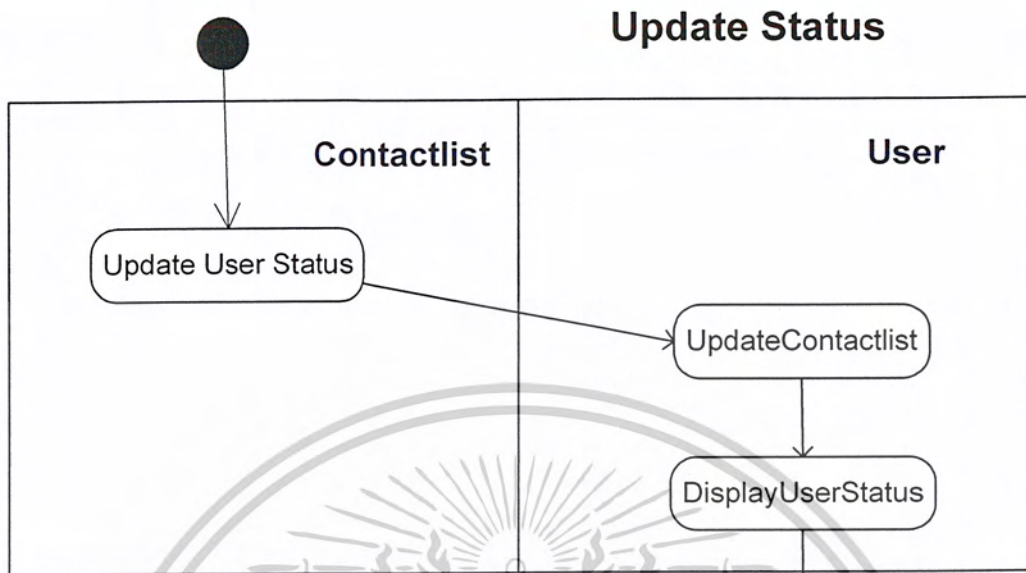 Update Status
Contactlist
User
Update User Status
UpdateContactlist
DisplayUserStatus